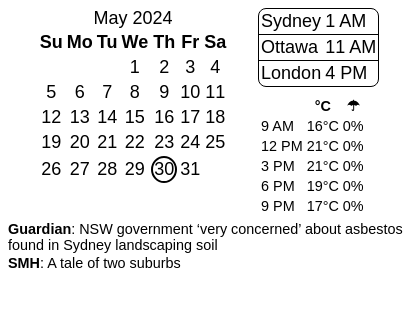 May 2024
Su Mo Tu We Th Fr Sa
1 2 3 4
5 6 7 8 9 10 11
12 13 14 15 16 17 18
19 20 21 22 23 24 25
26 27 28 29 30 31
Sydney 1 AM
Ottawa 11 AM
London 4 PM
°C ☂
9 AM 16°C 0%
12 PM 21°C 0%
3 PM 21°C 0%
6 PM 19°C 0%
9 PM 17°C 0%
Guardian: NSW government ‘very concerned’ about asbestos
found in Sydney landscaping soil
SMH: A tale of two suburbs